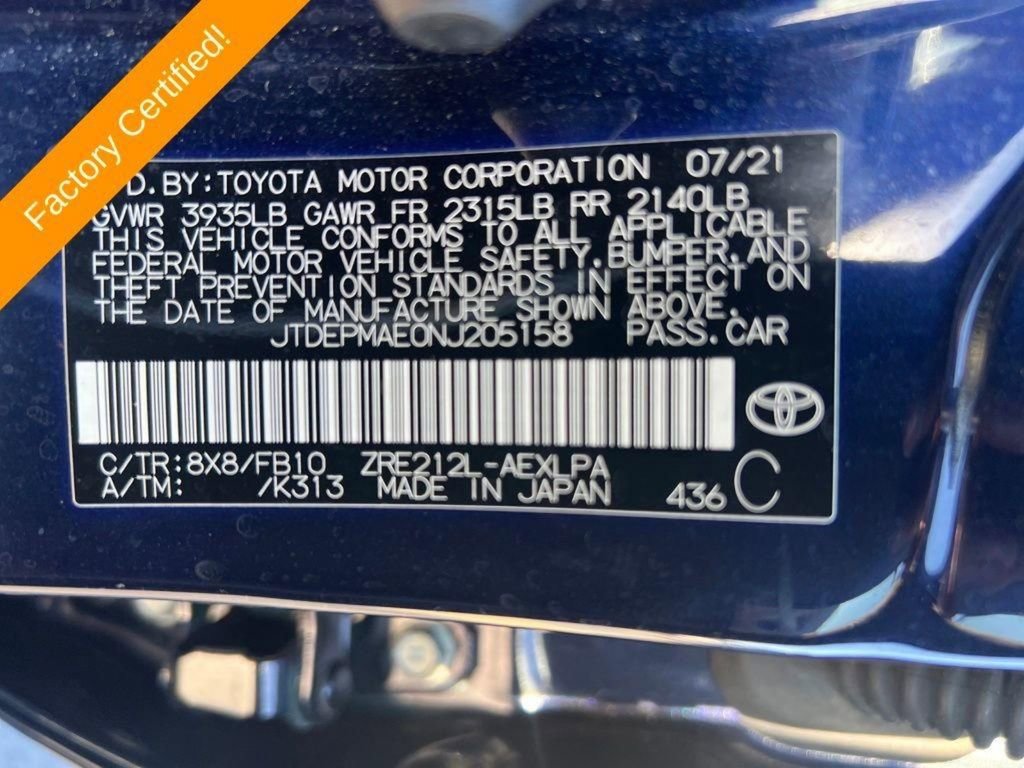 Factory Certified!
D.BY:TOYOTA MOTOR CORPORATION 07/21
GVWR 3935LB GAWR FR 2315LB RR 2140LB
THIS VEHICLE CONFORMS TO ALL APPLICABLE
FEDERAL MOTOR VEHICLE SAFETY,BUMPER,AND
THEFT PREVENTION STANDARDS IN EFFECT ON
THE DATE OF MANUFACTURE SHOWN ABOVE.
JTDEPMAE0NJ205158 PASS.CAR
C/TR:8X8/FB10 ZRE212L-AEXLPA
A/TM: /K313 MADE IN JAPAN 436 C